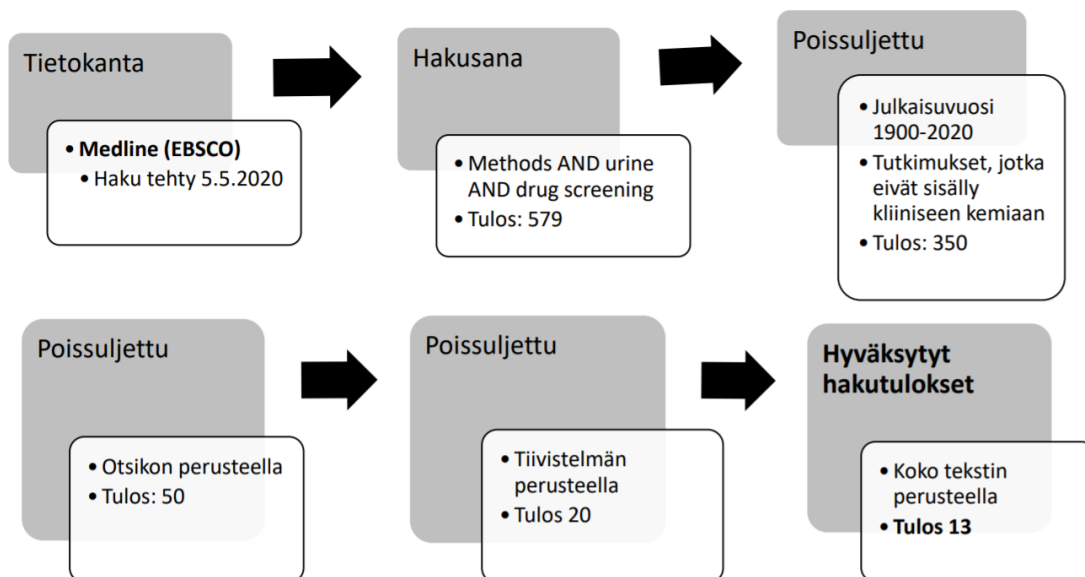 Tietokanta
• Medline (EBSCO)
• Haku tehty 5.5.2020
Hakusana
• Methods AND urine
AND drug screening
• Tulos: 579
Poissuljettu
• Julkaisuvuosi
1900-2020
• Tutkimukset, jotka
eivät sisälly
kliiniseen kemiaan
• Tulos: 350
Poissuljettu
• Otsikon perusteella
• Tulos: 50
Poissuljettu
• Tiivistelmän
perusteella
• Tulos 20
Hyväksytyt
hakutulokset
• Koko tekstin
perusteella
• Tulos 13